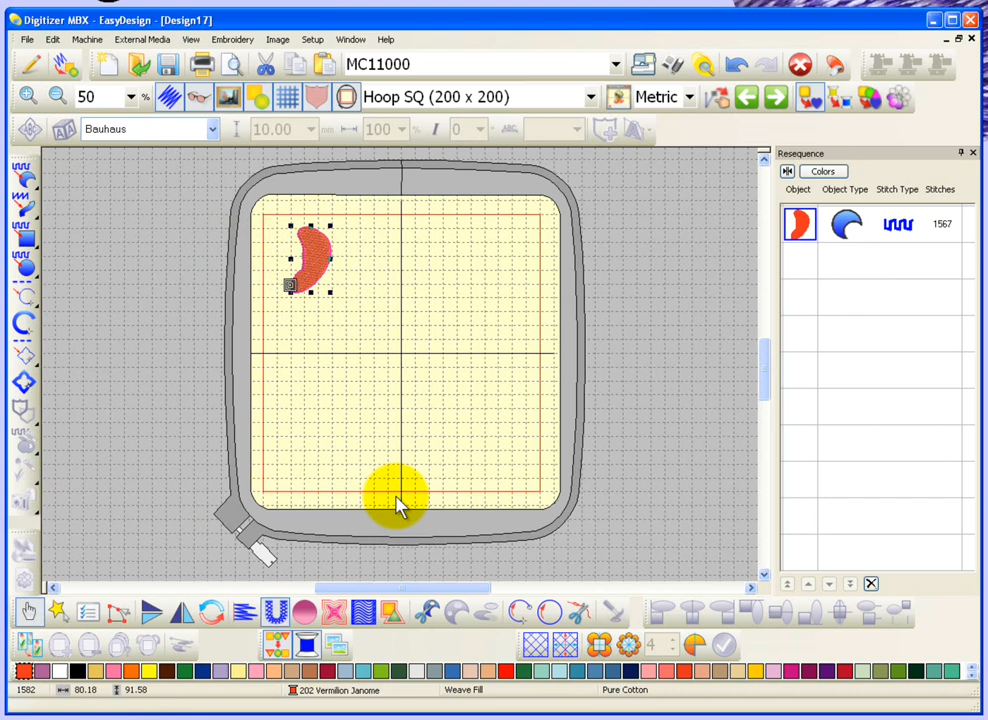 Digitizer MBX - EasyDesign - [Design17]
File Edit Machine External Media View Embroidery Image Setup Window Help
MC11000
50 % Hoop SQ (200 x 200) Metric
Bauhaus 10.00 mm 100 % 0 °
Resequence
Colors
Object Object Type Stitch Type Stitches
1567
4
1582 80.18 91.58 202 Vermilion Janome Weave Fill Pure Cotton